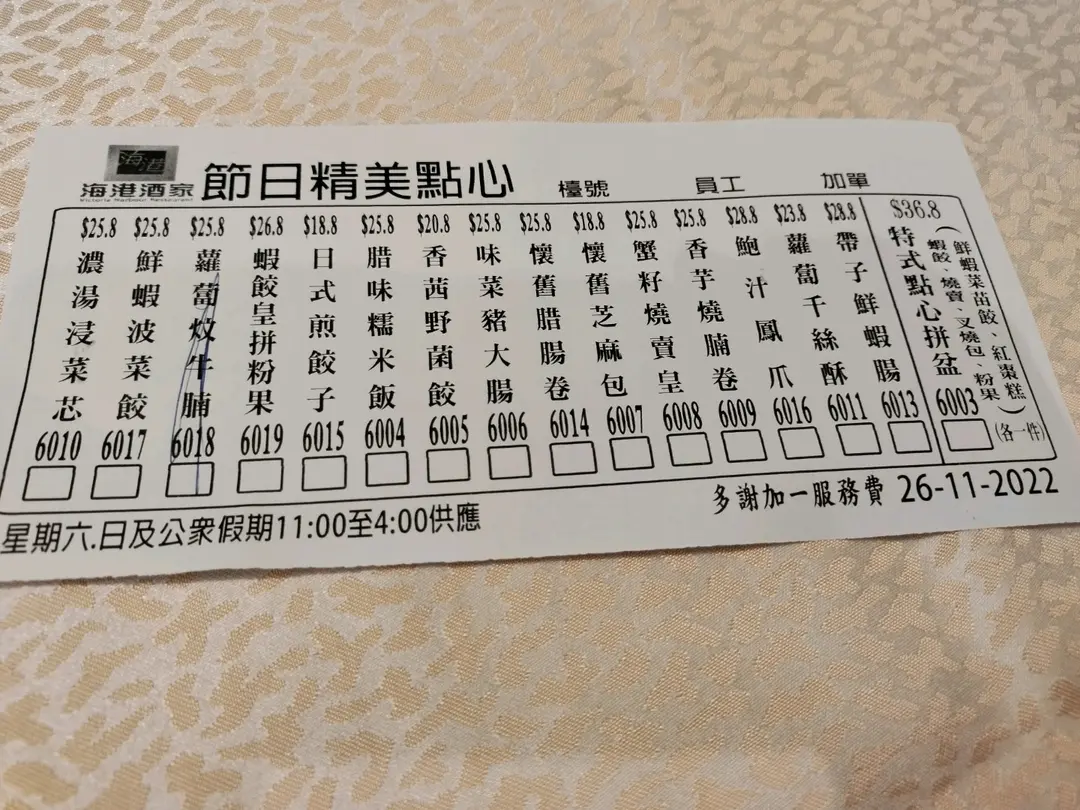 海港
海港酒家
Victoria Harbour Restaurant
節日精美點心
檯號
員工
加單
$36.8
特式點心拼盆
(鮮蝦菜苗餃、紅棗糕
蝦餃、燒賣、叉燒包、粉果)
(各一件)
6003
$28.8
帶子鮮蝦腸
6013
$23.8
蘿蔔千絲酥
6011
$28.8
鮑汁鳳爪
6016
$25.8
香芋燒腩卷
6009
$25.8
蟹籽燒賣皇
6008
$18.8
懷舊芝麻包
6007
$25.8
懷舊腊腸卷
6014
$25.8
味菜豬大腸
6006
$20.8
香茜野菌餃
6005
$25.8
腊味糯米飯
6004
$18.8
日式煎餃子
6015
$26.8
蝦餃皇拼粉果
6019
$25.8
蘿蔔炆牛腩
6018
$25.8
鮮蝦波菜餃
6017
$25.8
濃湯浸菜芯
6010
星期六.日及公眾假期11:00至4:00供應
多謝加一服務費 26-11-2022